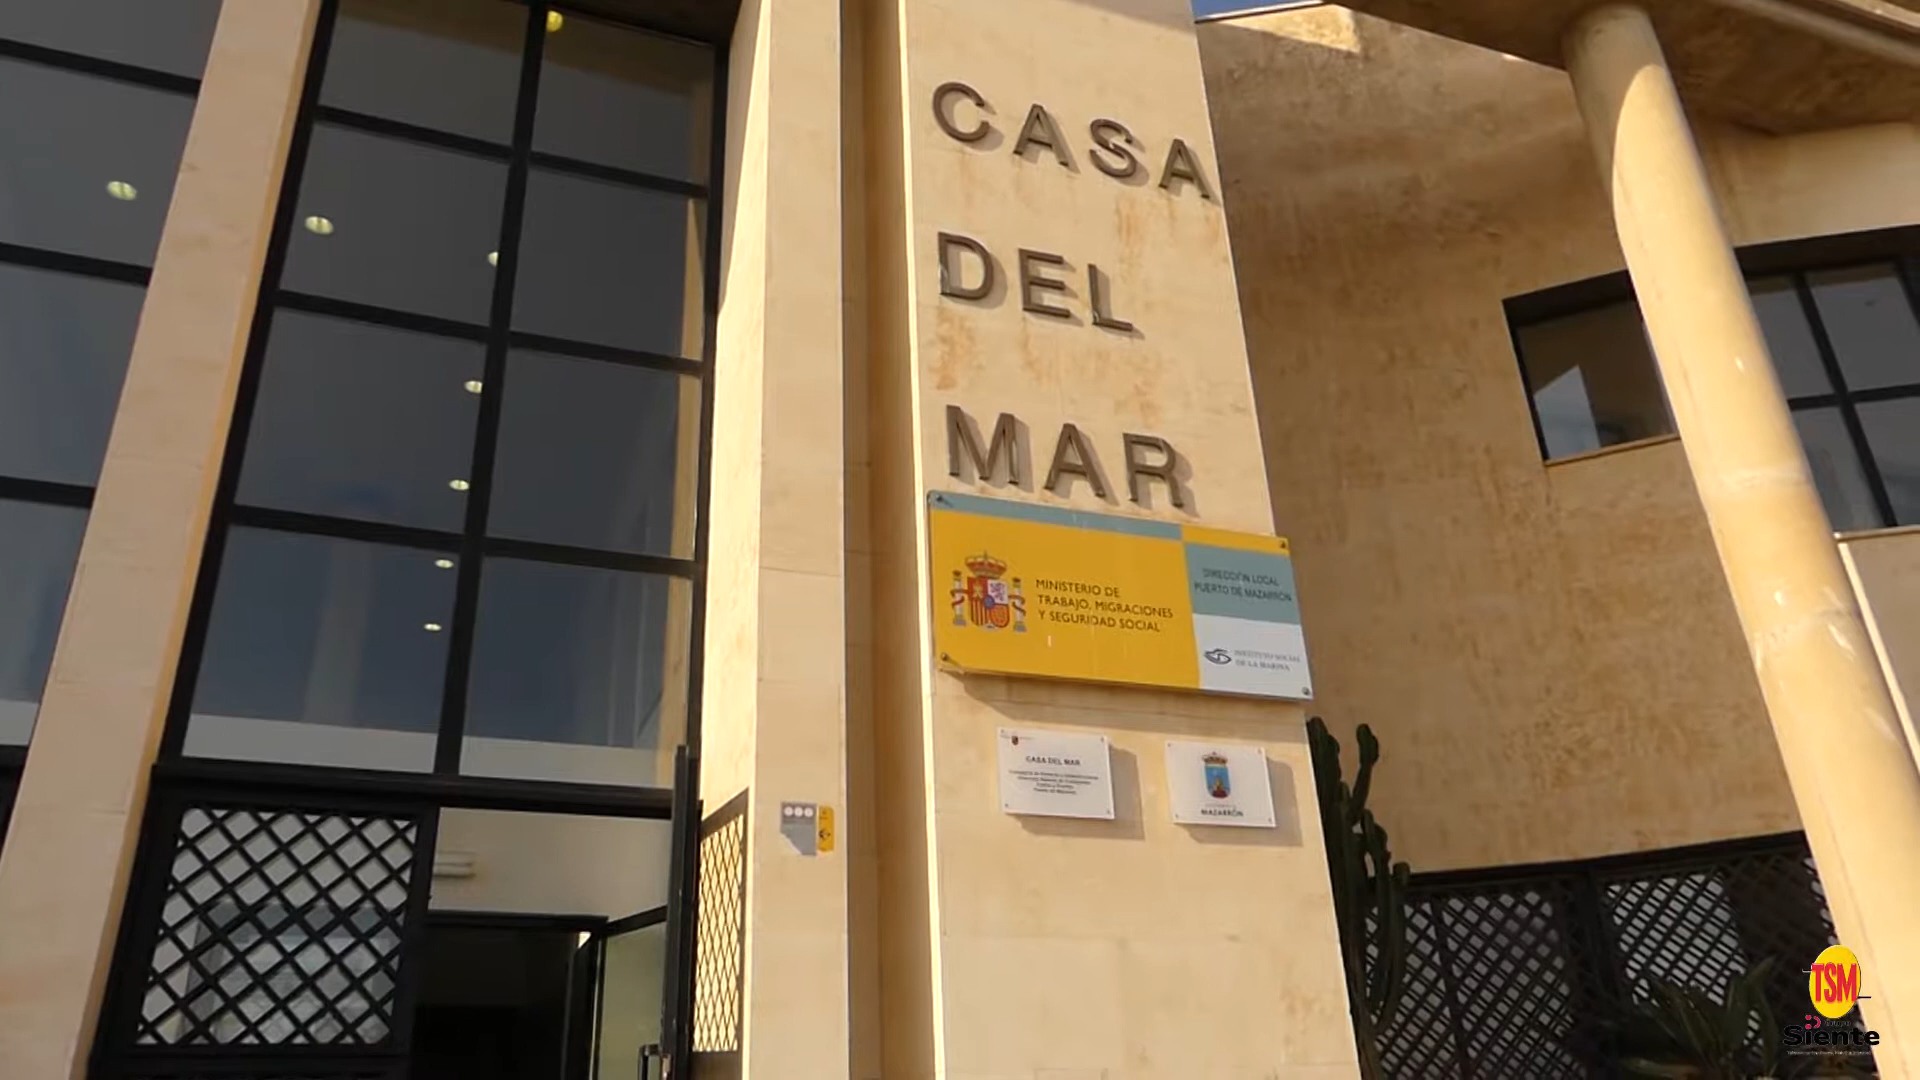 CASA
DEL
MAR
MINISTERIO DE
TRABAJO, MIGRACIONES
Y SEGURIDAD SOCIAL
DIRECCIÓN LOCAL
PUERTO DE MAZARRÓN
INSTITUTO SOCIAL
DE LA MARINA
CASA DEL MAR
MAZARRÓN
TSM
Siente